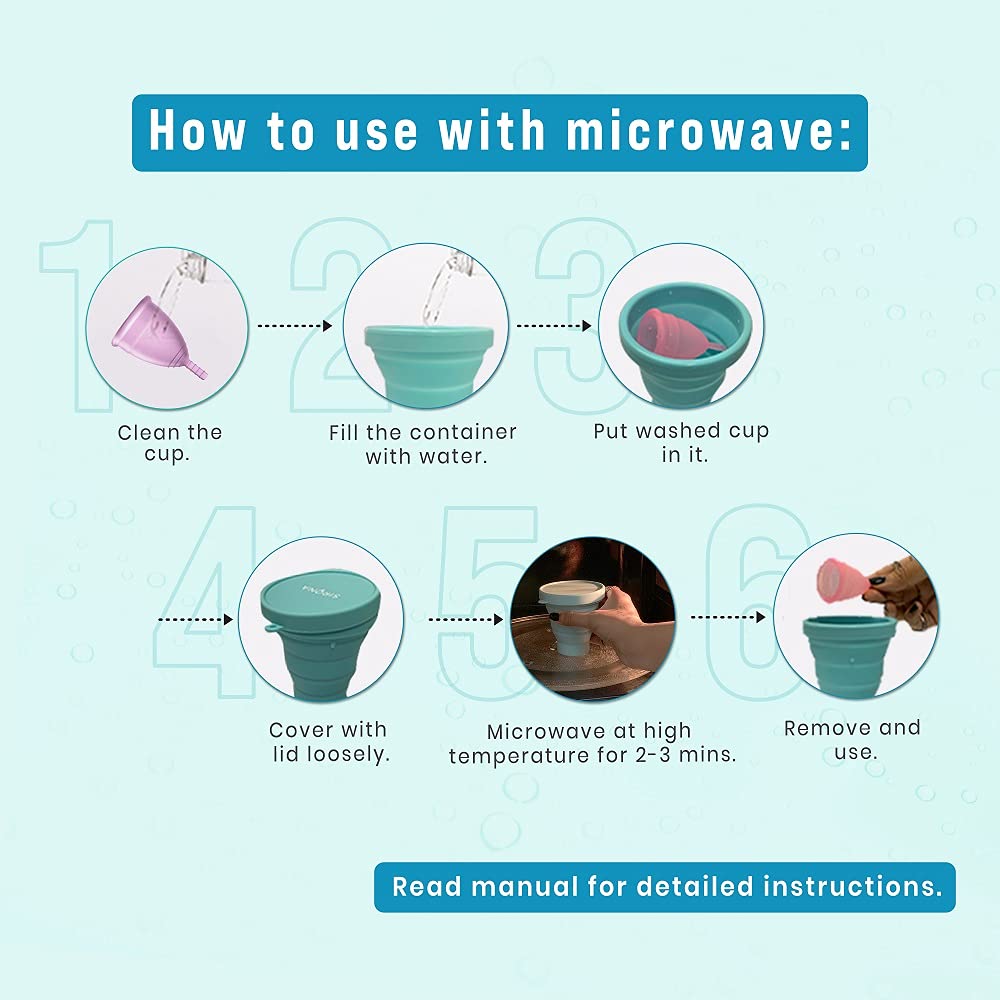 How to use with microwave:
1
2
3
Clean the
cup.
Fill the container
with water.
Put washed cup
in it.
4
5
6
SIRONA
Cover with
lid loosely.
Microwave at high
temperature for 2-3 mins.
Remove and
use.
Read manual for detailed instructions.